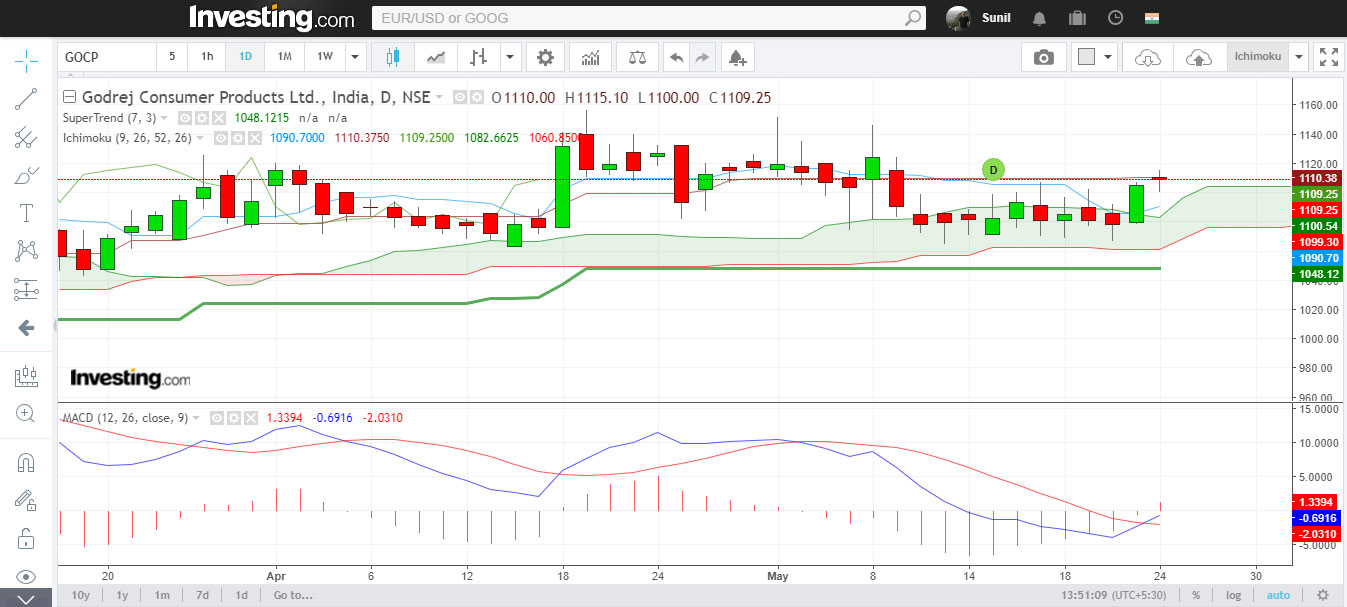 Investing.com
EUR/USD or GOOG
Sunil
GOCP 5 1h 1D 1M 1W
Ichimoku
Godrej Consumer Products Ltd., India, D, NSE O1110.00 H1115.10 L1100.00 C1109.25
SuperTrend (7, 3) 1048.1215 n/a n/a
Ichimoku (9, 26, 52, 26) 1090.7000 1110.3750 1109.2500 1082.6625 1060.8500
D
1160.00
1140.00
1120.00
1110.38
1109.25
1109.25
1100.54
1099.30
1090.70
1048.12
1040.00
1020.00
1000.00
980.00
960.00
Investing.com
MACD (12, 26, close, 9) 1.3394 -0.6916 -2.0310
15.0000
10.0000
5.0000
1.3394
-0.6916
-2.0310
-5.0000
20 Apr 6 12 18 24 May 8 14 18 24 30
10y 1y 1m 7d 1d Go to... 13:51:09 (UTC+5:30) % log auto